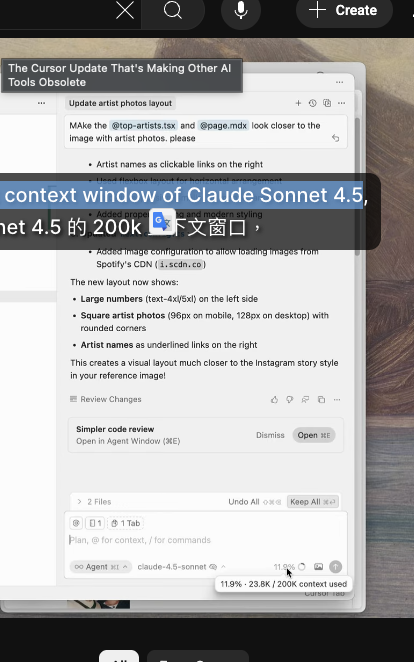 Create
The Cursor Update That's Making Other AI
Tools Obsolete
Update artist photos layout
MAke the @top-artists.tsx and @page.mdx look closer to the
image with artist photos. please
Artist names as clickable links on the right
Used flexbox layout for horizontal arrangement
context window of Claude Sonnet 4.5,
net 4.5 的 200k 下文窗口，
Added image configuration to allow loading images from
Spotify's CDN (i.scdn.co)
The new layout now shows:
Large numbers (text-4xl/5xl) on the left side
Square artist photos (96px on mobile, 128px on desktop) with
rounded corners
Artist names as underlined links on the right
This creates a visual layout much closer to the Instagram story style
in your reference image!
Review Changes
Simpler code review
Open in Agent Window (⌘E)
Dismiss
Open ⌘E
2 Files
Undo All
Keep All
1
1 Tab
Plan, @ for context, / for commands
Agent ⌘I
claude-4.5-sonnet
11.9%
11.9% · 23.8K / 200K context used
Cursor Tab